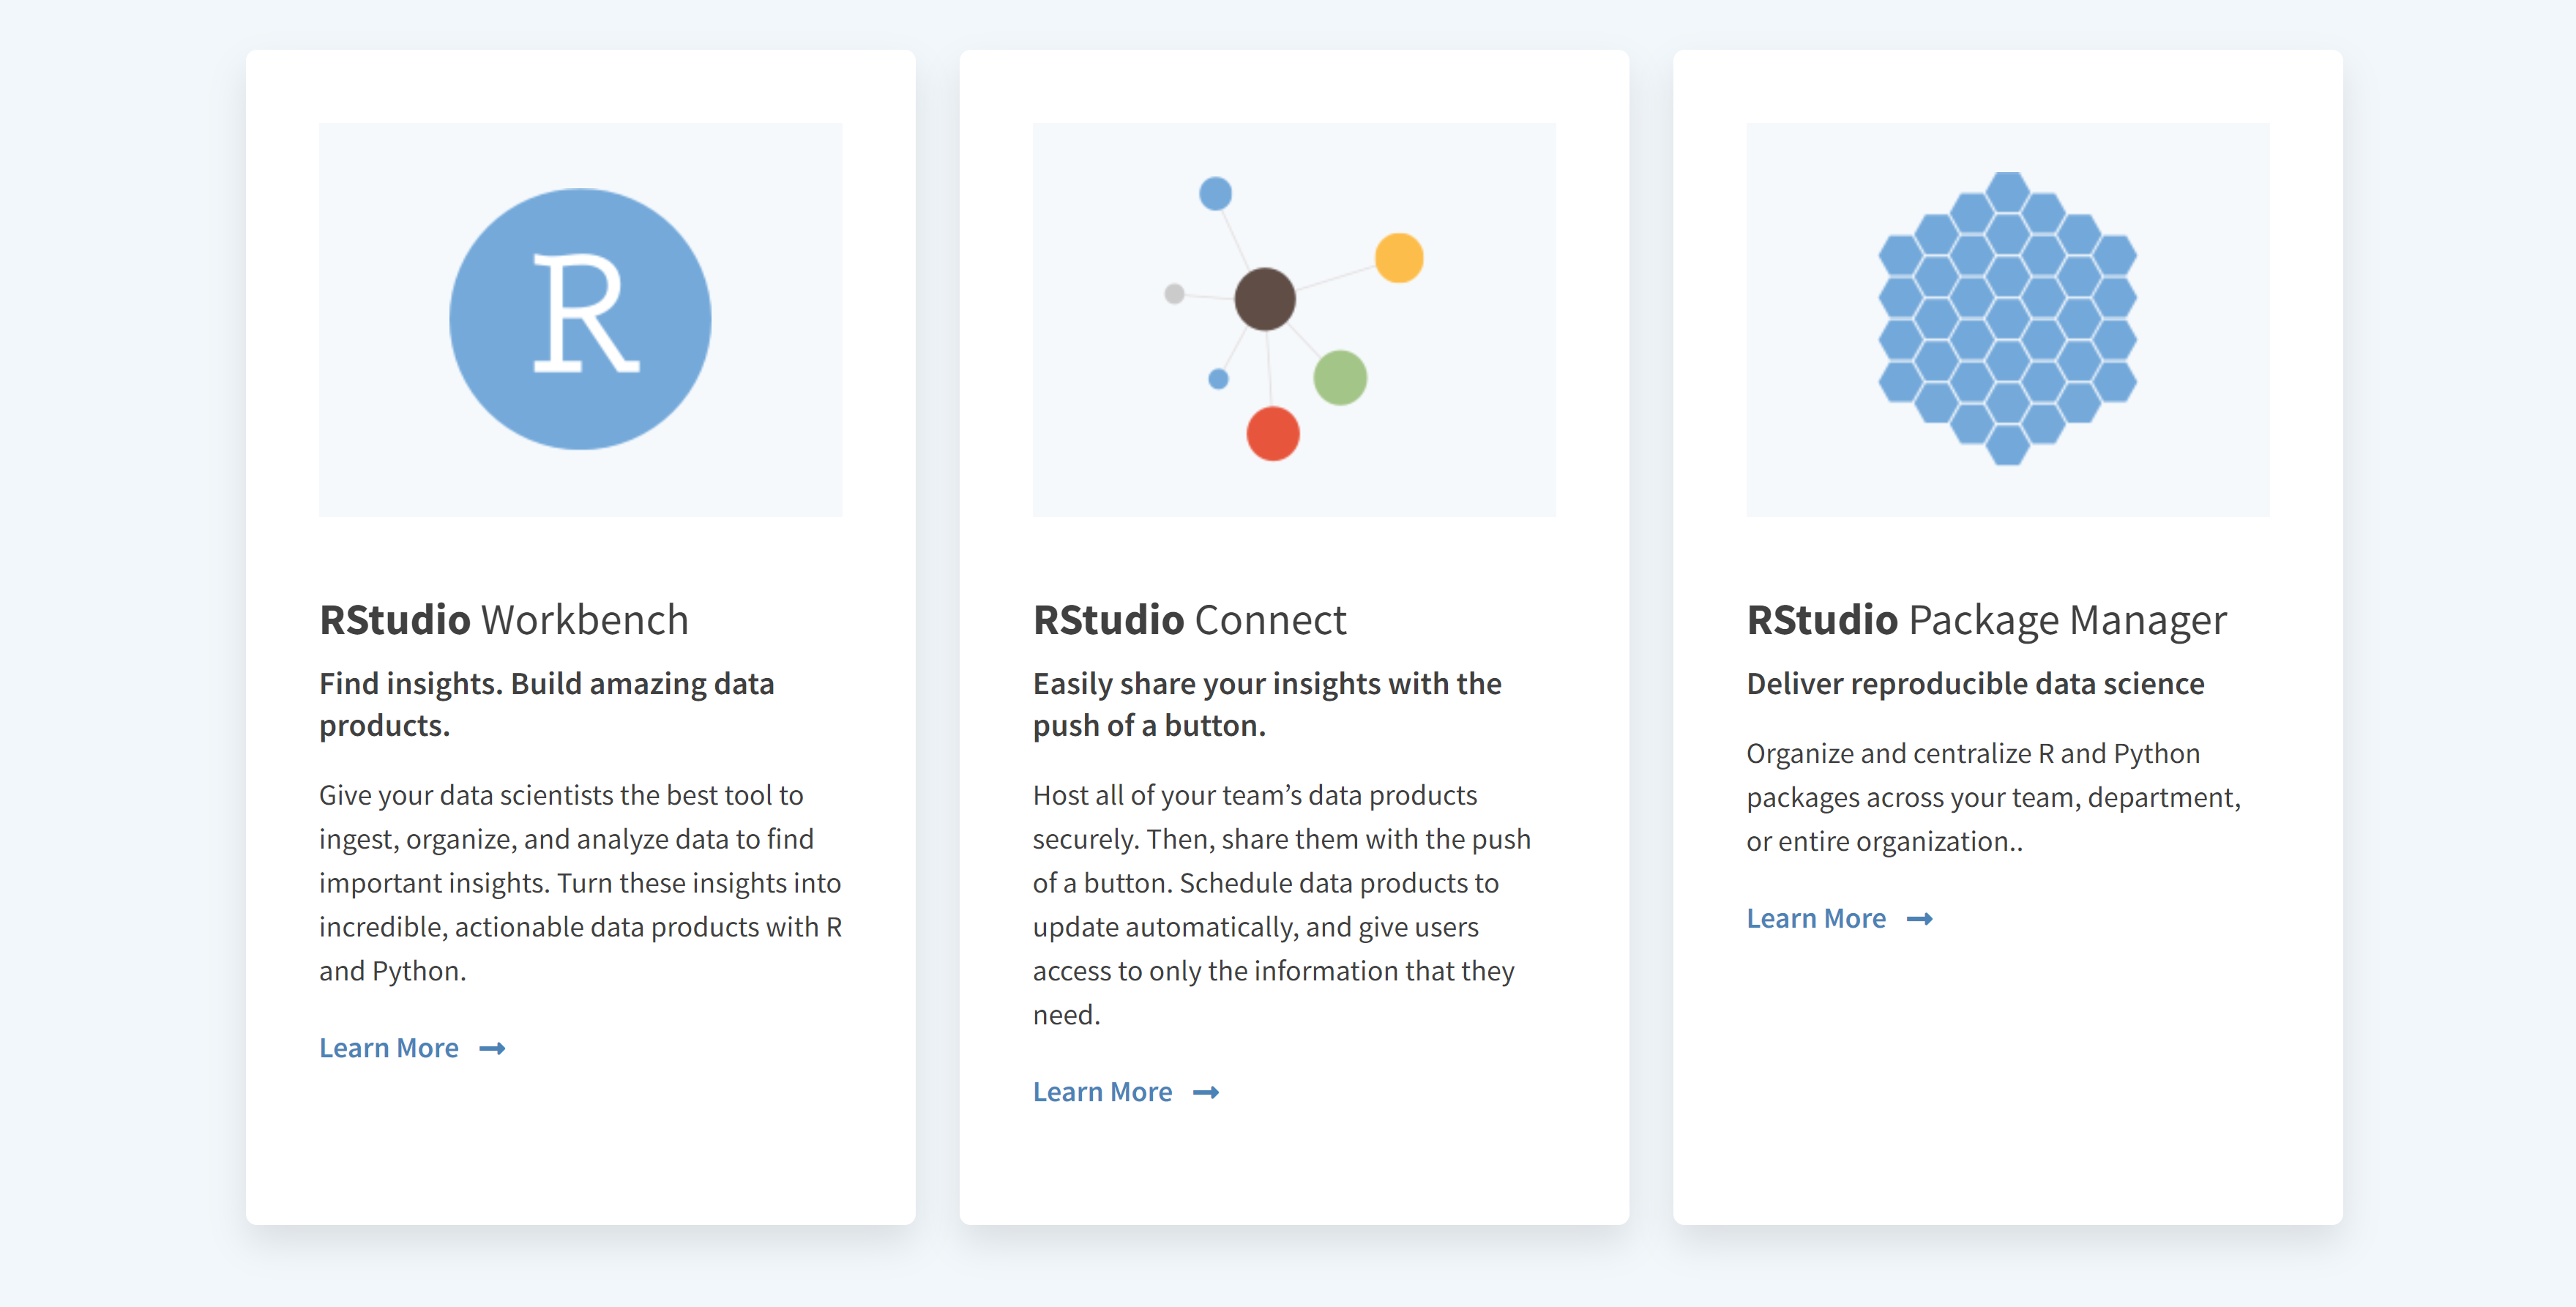 R
RStudio Workbench
Find insights. Build amazing data
products.
Give your data scientists the best tool to
ingest, organize, and analyze data to find
important insights. Turn these insights into
incredible, actionable data products with R
and Python.
Learn More
RStudio Connect
Easily share your insights with the
push of a button.
Host all of your team’s data products
securely. Then, share them with the push
of a button. Schedule data products to
update automatically, and give users
access to only the information that they
need.
Learn More
RStudio Package Manager
Deliver reproducible data science
Organize and centralize R and Python
packages across your team, department,
or entire organization..
Learn More